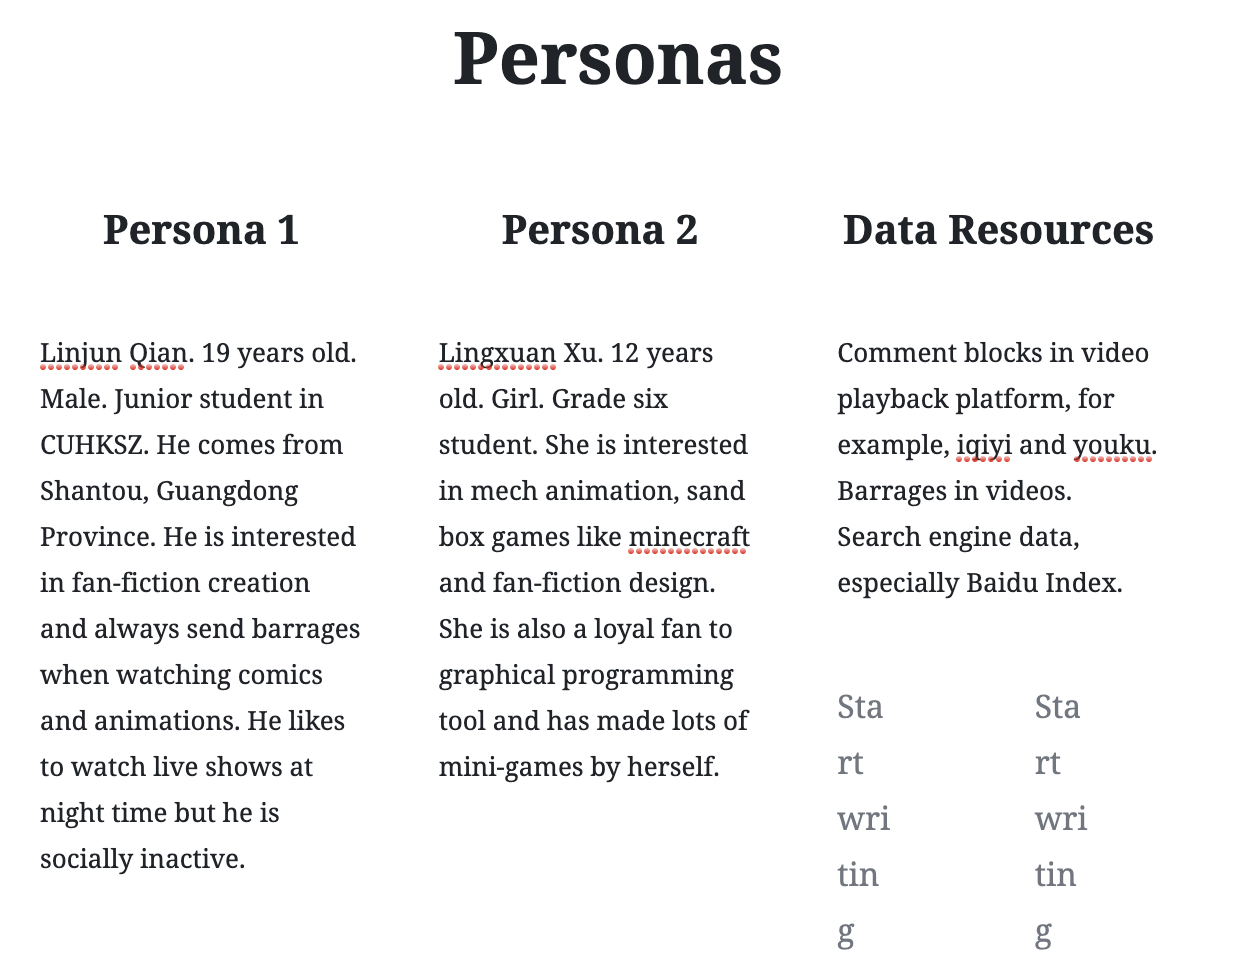 Personas
Persona 1
Linjun Qian. 19 years old.
Male. Junior student in
CUHKSZ. He comes from
Shantou, Guangdong
Province. He is interested
in fan-fiction creation
and always send barrages
when watching comics
and animations. He likes
to watch live shows at
night time but he is
socially inactive.
Persona 2
Lingxuan Xu. 12 years
old. Girl. Grade six
student. She is interested
in mech animation, sand
box games like minecraft
and fan-fiction design.
She is also a loyal fan to
graphical programming
tool and has made lots of
mini-games by herself.
Data Resources
Comment blocks in video
playback platform, for
example, iqiyi and youku.
Barrages in videos.
Search engine data,
especially Baidu Index.
Sta
rt
wri
tin
g
Sta
rt
wri
tin
g